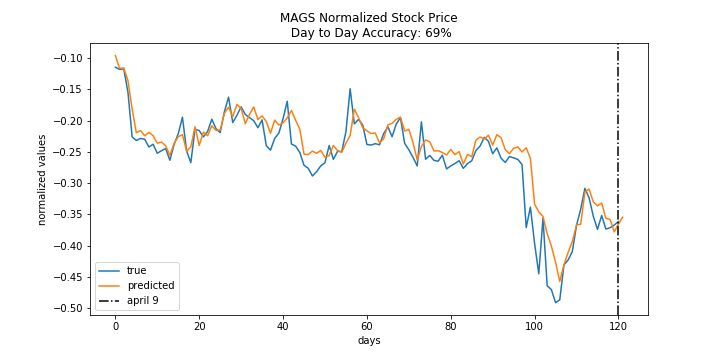 MAGS Normalized Stock Price
Day to Day Accuracy: 69%
normalized values
−0.10
−0.15
−0.20
−0.25
−0.30
−0.35
−0.40
−0.45
−0.50
true
predicted
april 9
0
20
40
60
80
100
120
days